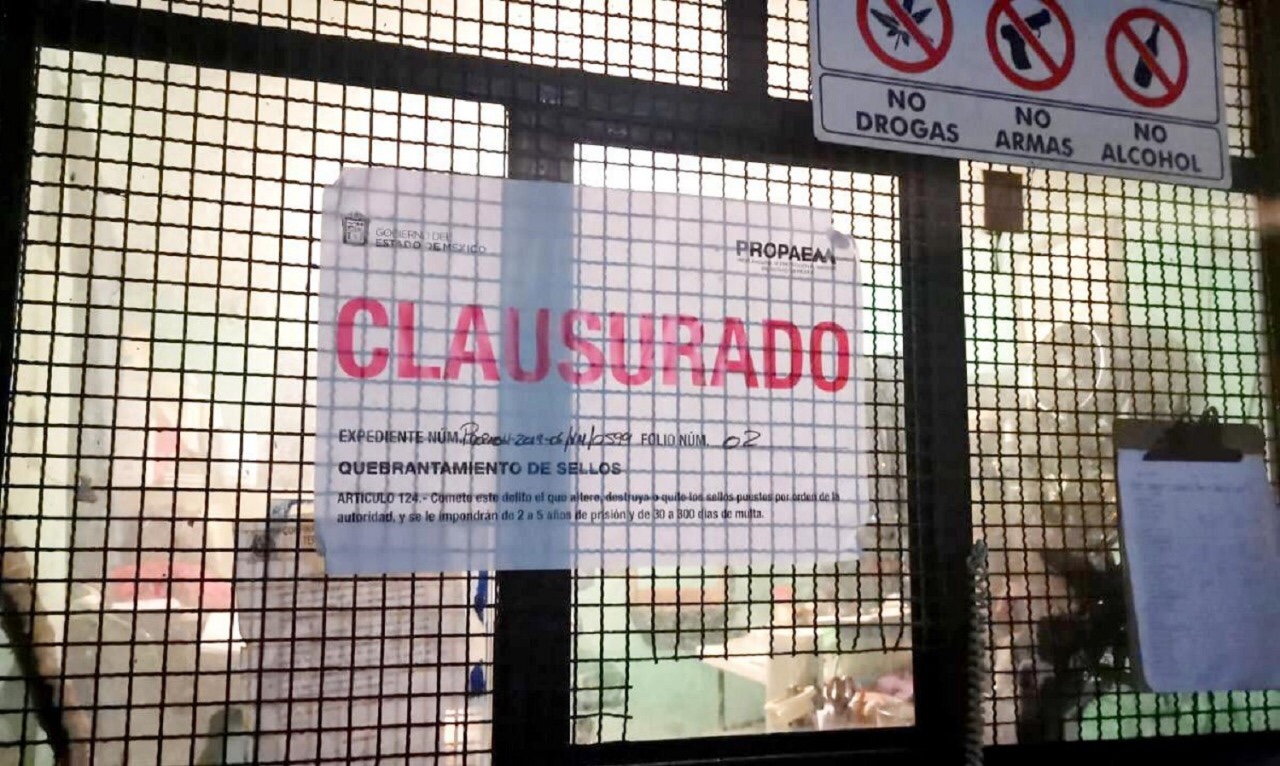 NO DROGAS
NO ARMAS
NO ALCOHOL
GOBIERNO DEL
ESTADO DE MÉXICO
PROPAEM
CLAUSURADO
EXPEDIENTE NÚM. FOLIO NÚM. 02
QUEBRANTAMIENTO DE SELLOS
ARTICULO 124.- Comete este delito el que altere, destruya o quite los sellos puestos por orden de la
autoridad, y se le impondrán de 2 a 5 años de prisión y de 30 a 300 días de multa.